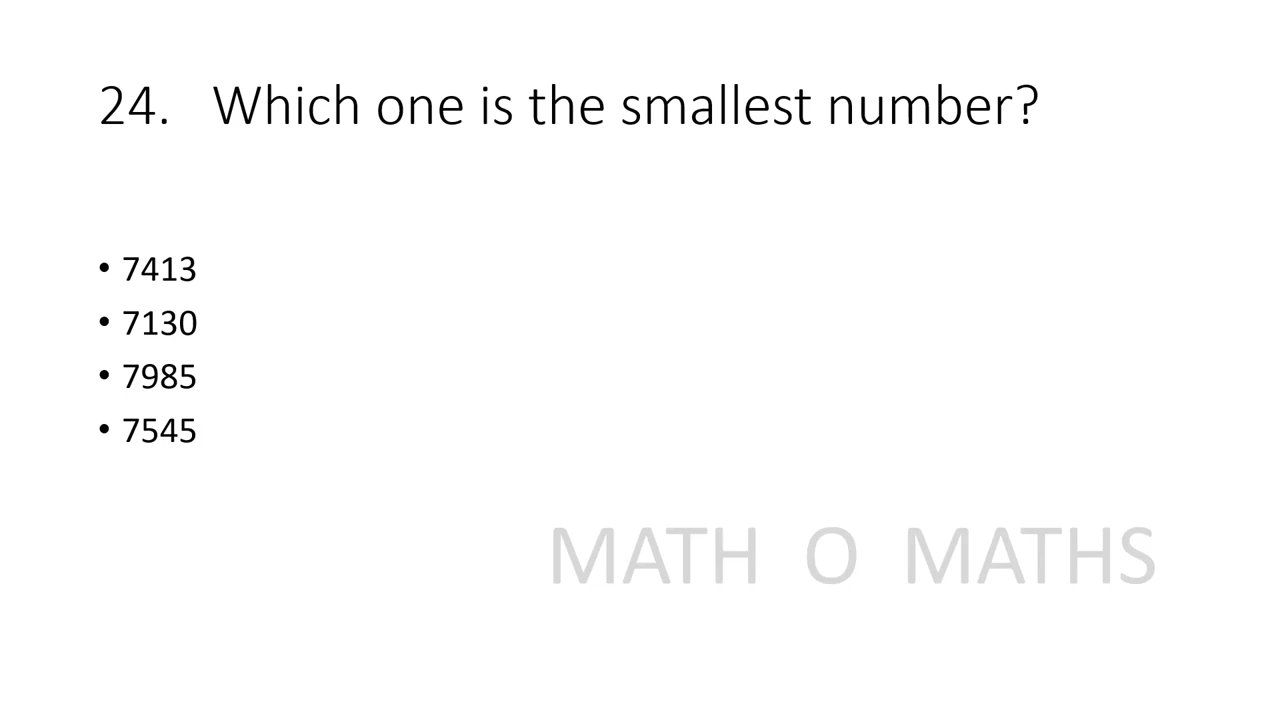 24. Which one is the smallest number?
• 7413
• 7130
• 7985
• 7545
MATH O MATHS